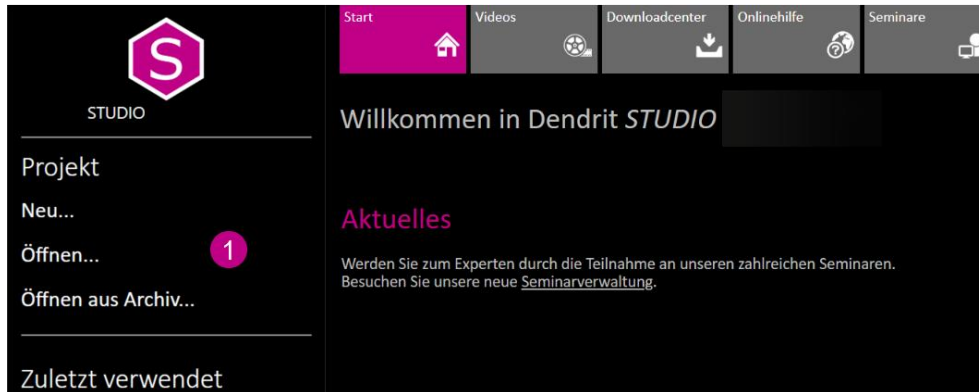 S
STUDIO
Projekt
Neu...
Öffnen...
1
Öffnen aus Archiv...
Zuletzt verwendet
Start
Videos
Downloadcenter
Onlinehilfe
Seminare
Willkommen in Dendrit STUDIO
Aktuelles
Werden Sie zum Experten durch die Teilnahme an unseren zahlreichen Seminaren.
Besuchen Sie unsere neue Seminarverwaltung.